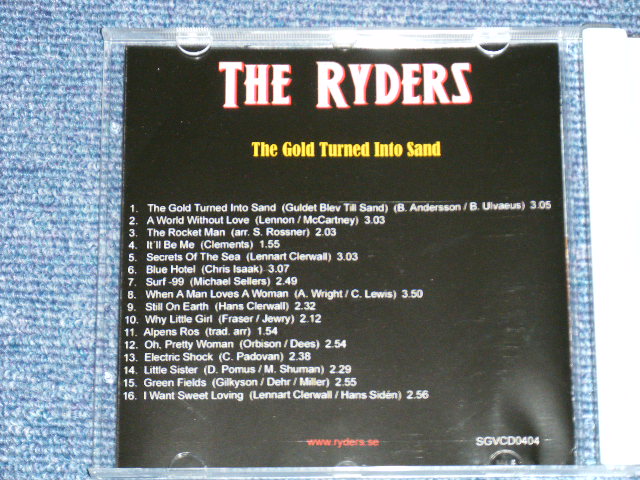 THE RYDERS
The Gold Turned Into Sand
1. The Gold Turned Into Sand (Guldet Blev Till Sand) (B. Andersson / B. Ulvaeus) 3.05
2. A World Without Love (Lennon / McCartney) 3.03
3. The Rocket Man (arr. S. Rossner) 2.03
4. It´ll Be Me (Clements) 1.55
5. Secrets Of The Sea (Lennart Clerwall) 3.03
6. Blue Hotel (Chris Isaak) 3.07
7. Surf -99 (Michael Sellers) 2.49
8. When A Man Loves A Woman (A. Wright / C. Lewis) 3.50
9. Still On Earth (Hans Clerwall) 2.32
10. Why Little Girl (Fraser / Jewry) 2.12
11. Alpens Ros (trad. arr) 1.54
12. Oh. Pretty Woman (Orbison / Dees) 2.54
13. Electric Shock (C. Padovan) 2.38
14. Little Sister (D. Pomus / M. Shuman) 2.29
15. Green Fields (Gilkyson / Dehr / Miller) 2.55
16. I Want Sweet Loving (Lennart Clerwall / Hans Sidén) 2.56
www.ryders.se
SGVCD0404